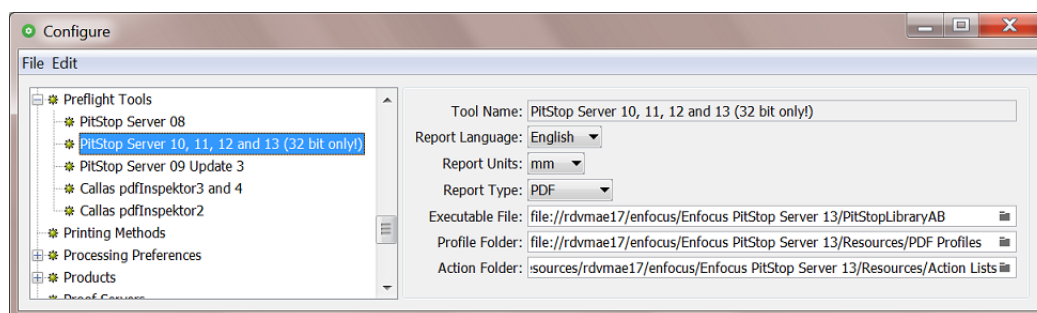 Configure
File Edit
Preflight Tools
PitStop Server 08
PitStop Server 10, 11, 12 and 13 (32 bit only!)
PitStop Server 09 Update 3
Callas pdfInspektor3 and 4
Callas pdfInspektor2
Printing Methods
Processing Preferences
Products
Proof Servers
Tool Name: PitStop Server 10, 11, 12 and 13 (32 bit only!)
Report Language: English
Report Units: mm
Report Type: PDF
Executable File: file://rdvmae17/enfocus/Enfocus PitStop Server 13/PitStopLibraryAB
Profile Folder: file://rdvmae17/enfocus/Enfocus PitStop Server 13/Resources/PDF Profiles
Action Folder: sources/rdvmae17/enfocus/Enfocus PitStop Server 13/Resources/Action Lists